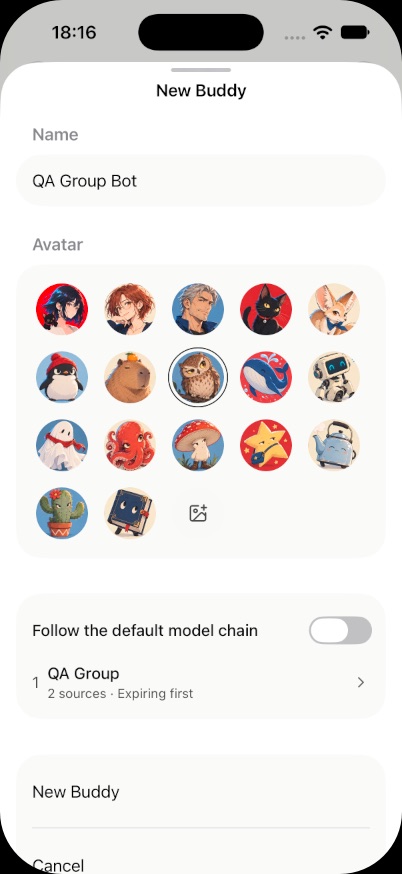 18:16
New Buddy
Name
QA Group Bot
Avatar
Follow the default model chain
1 QA Group
2 sources · Expiring first
New Buddy
Cancel